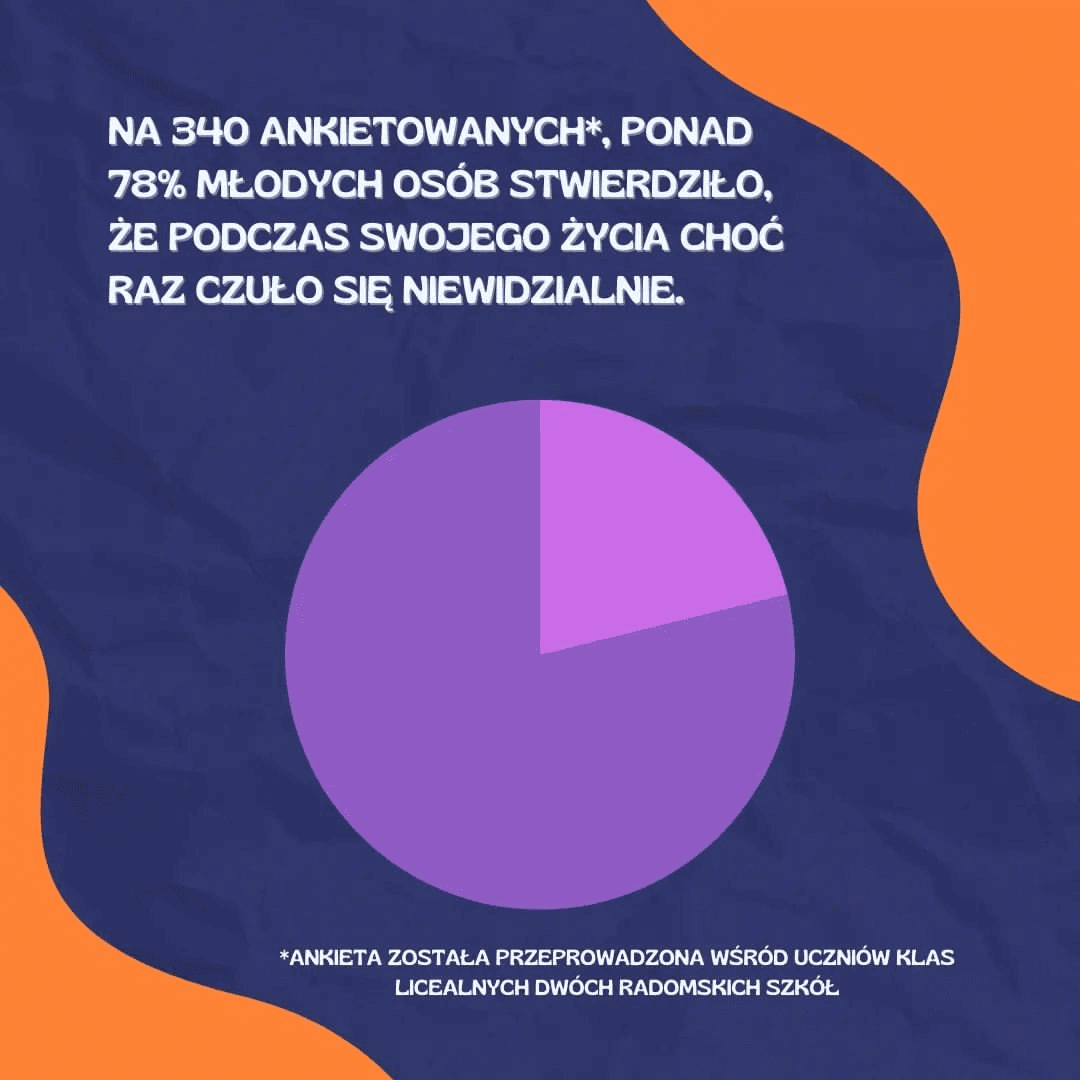 NA 340 ANKIETOWANYCH*, PONAD
78% MŁODYCH OSÓB STWIERDZIŁO,
ŻE PODCZAS SWOJEGO ŻYCIA CHOĆ
RAZ CZUŁO SIĘ NIEWIDZIALNIE.
*ANKIETA ZOSTAŁA PRZEPROWADZONA WŚRÓD UCZNIÓW KLAS
LICEALNYCH DWÓCH RADOMSKICH SZKÓŁ